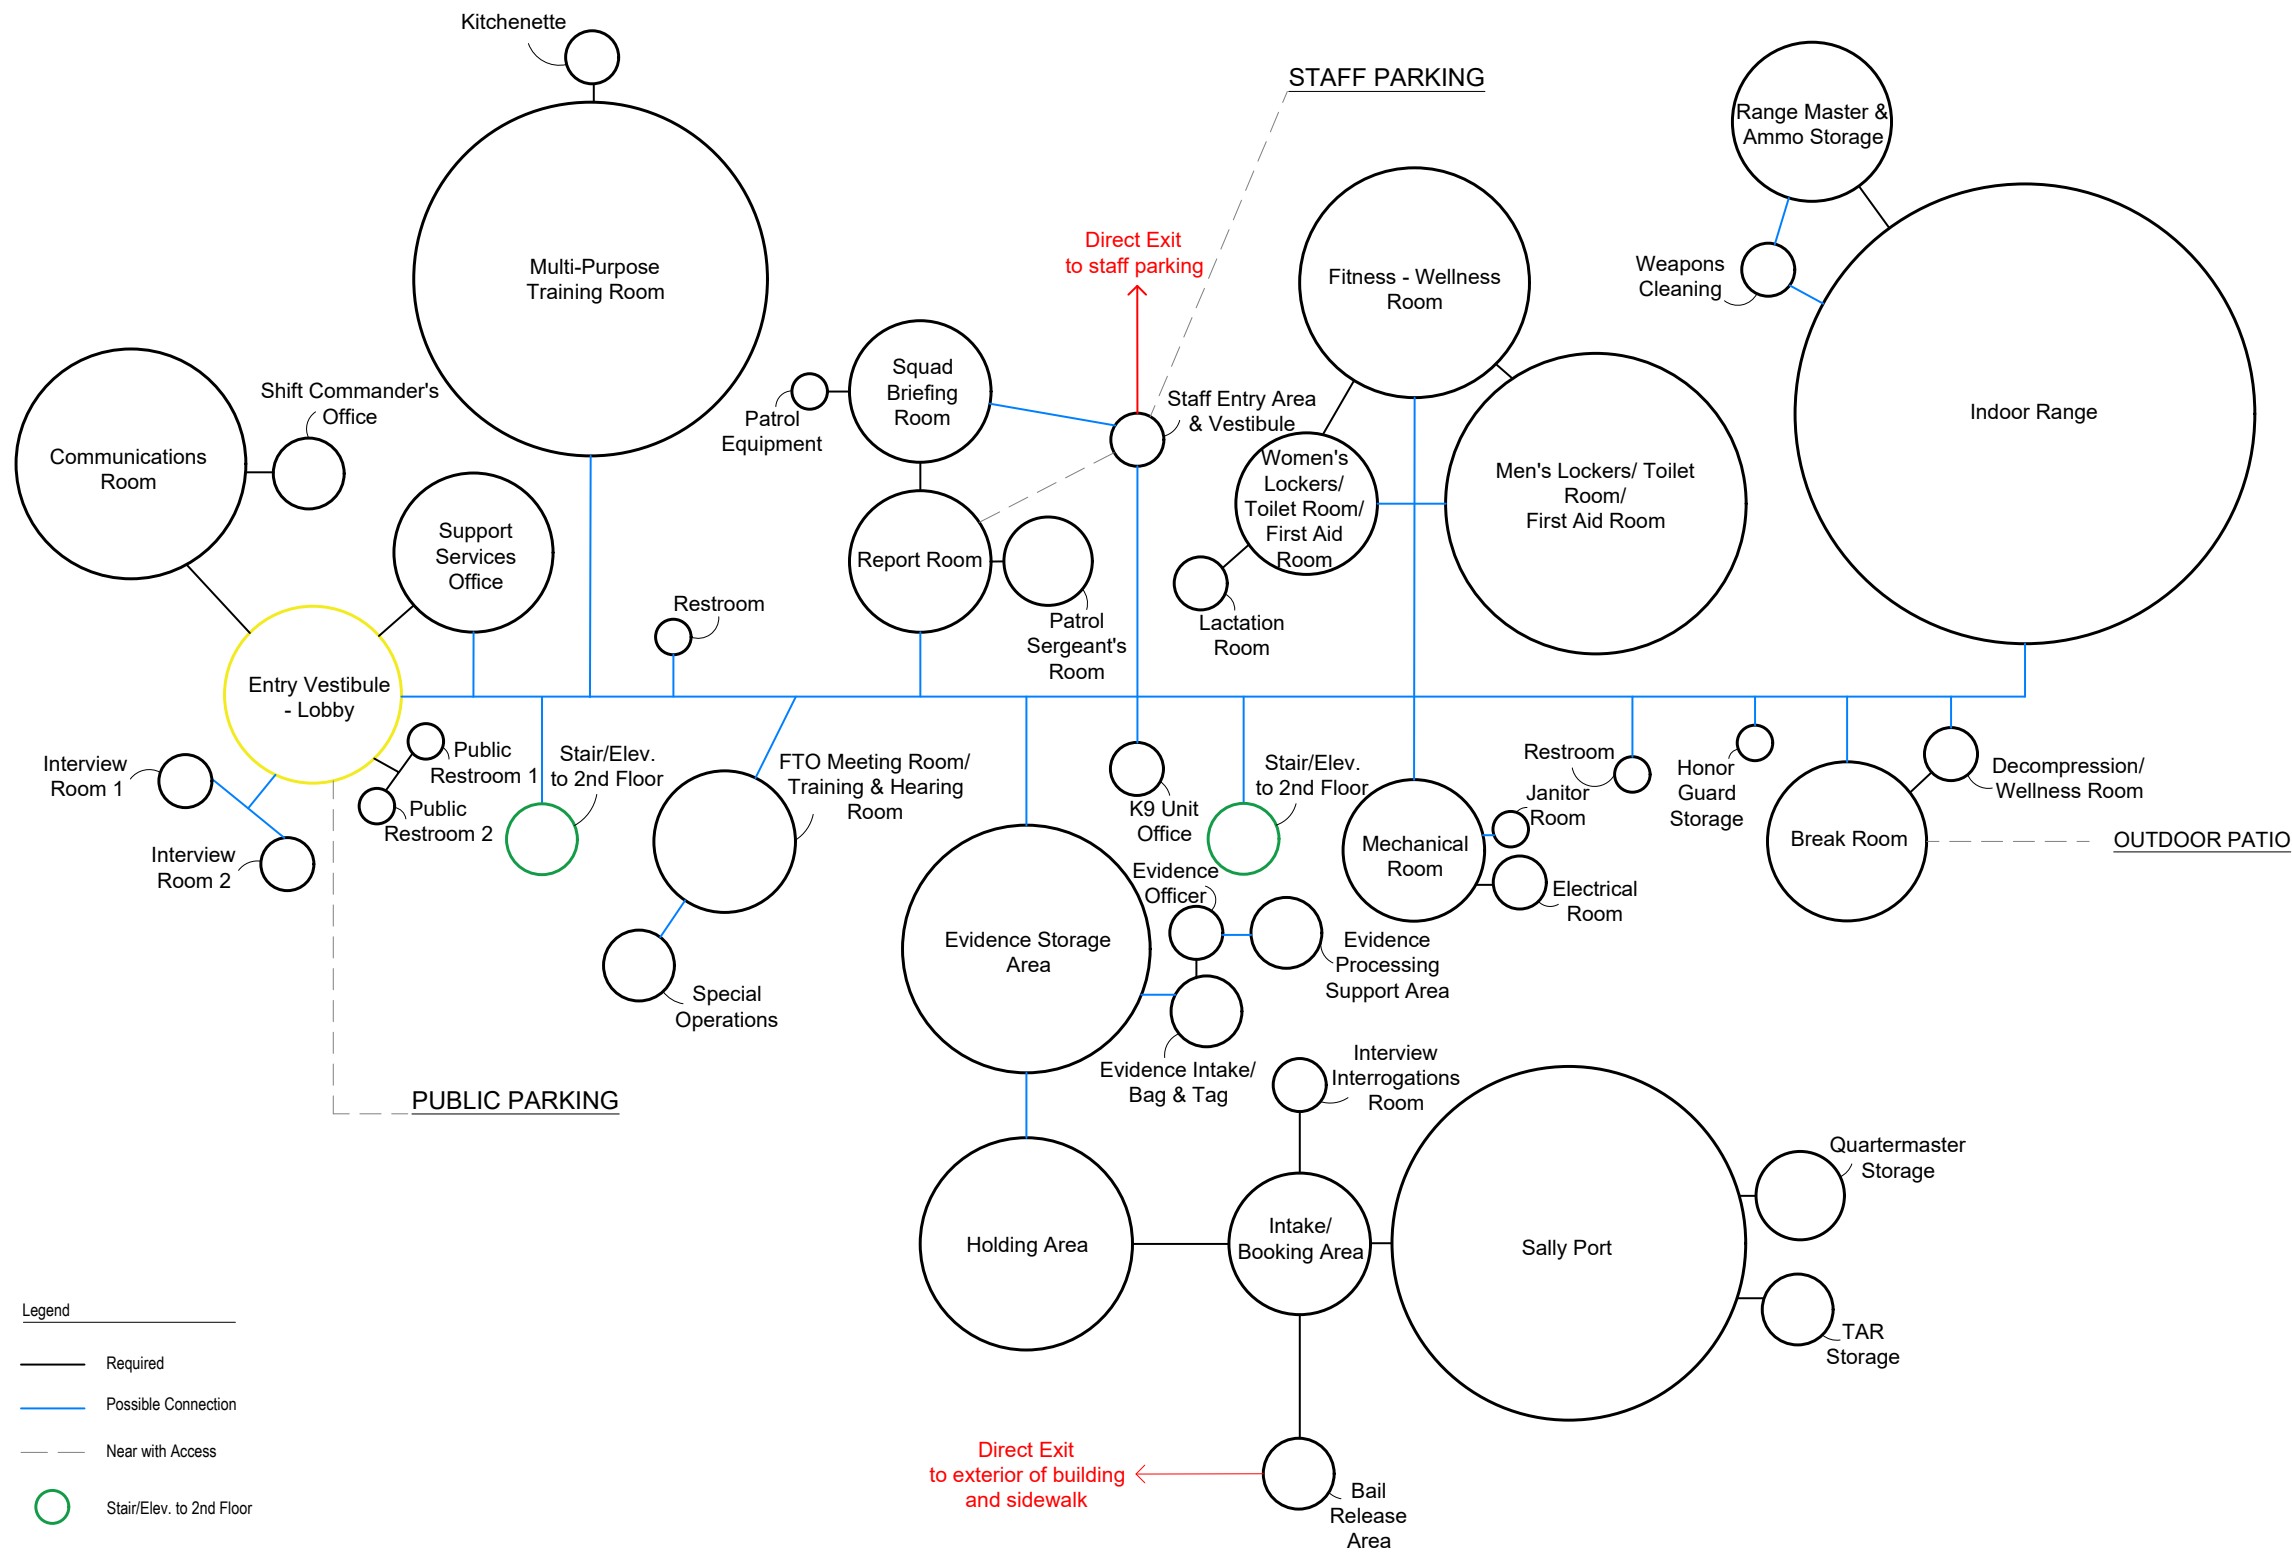 Kitchenette
STAFF PARKING
Range Master &
Ammo Storage
Multi-Purpose
Training Room
Direct Exit
to staff parking
Fitness - Wellness
Room
Weapons
Cleaning
Squad
Briefing
Room
Patrol
Equipment
Staff Entry Area
& Vestibule
Indoor Range
Shift Commander's
Office
Communications
Room
Women's
Lockers/
Toilet Room/
First Aid
Room
Men's Lockers/ Toilet
Room/
First Aid Room
Support
Services
Office
Report Room
Restroom
Patrol
Sergeant's
Room
Lactation
Room
Entry Vestibule
- Lobby
Interview
Room 1
Interview
Room 2
Public
Restroom 1
Public
Restroom 2
Stair/Elev.
to 2nd Floor
FTO Meeting Room/
Training & Hearing
Room
K9 Unit
Office
Stair/Elev.
to 2nd Floor
Restroom
Janitor
Room
Honor
Guard
Storage
Decompression/
Wellness Room
Mechanical
Room
Break Room
OUTDOOR PATIO
Electrical
Room
Evidence
Officer
Evidence Storage
Area
Evidence
Processing
Support Area
Special
Operations
Evidence Intake/
Bag & Tag
Interview
Interrogations
Room
PUBLIC PARKING
Quartermaster
Storage
Holding Area
Intake/
Booking Area
Sally Port
TAR
Storage
Direct Exit
to exterior of building
and sidewalk
Bail
Release
Area
Legend
Required
Possible Connection
Near with Access
Stair/Elev. to 2nd Floor